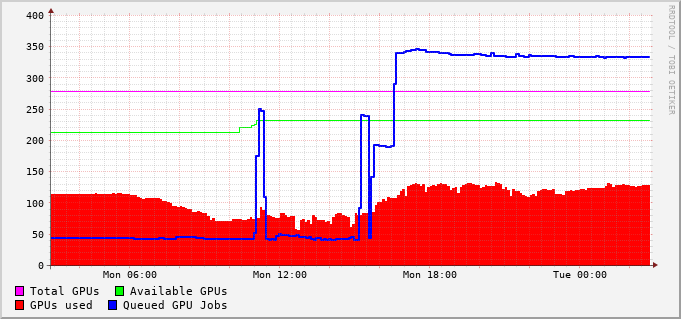 400
350
300
250
200
150
100
50
0
Mon 06:00 Mon 12:00 Mon 18:00 Tue 00:00
Total GPUs Available GPUs
GPUs used Queued GPU Jobs
RRDTOOL / TOBI OETIKER